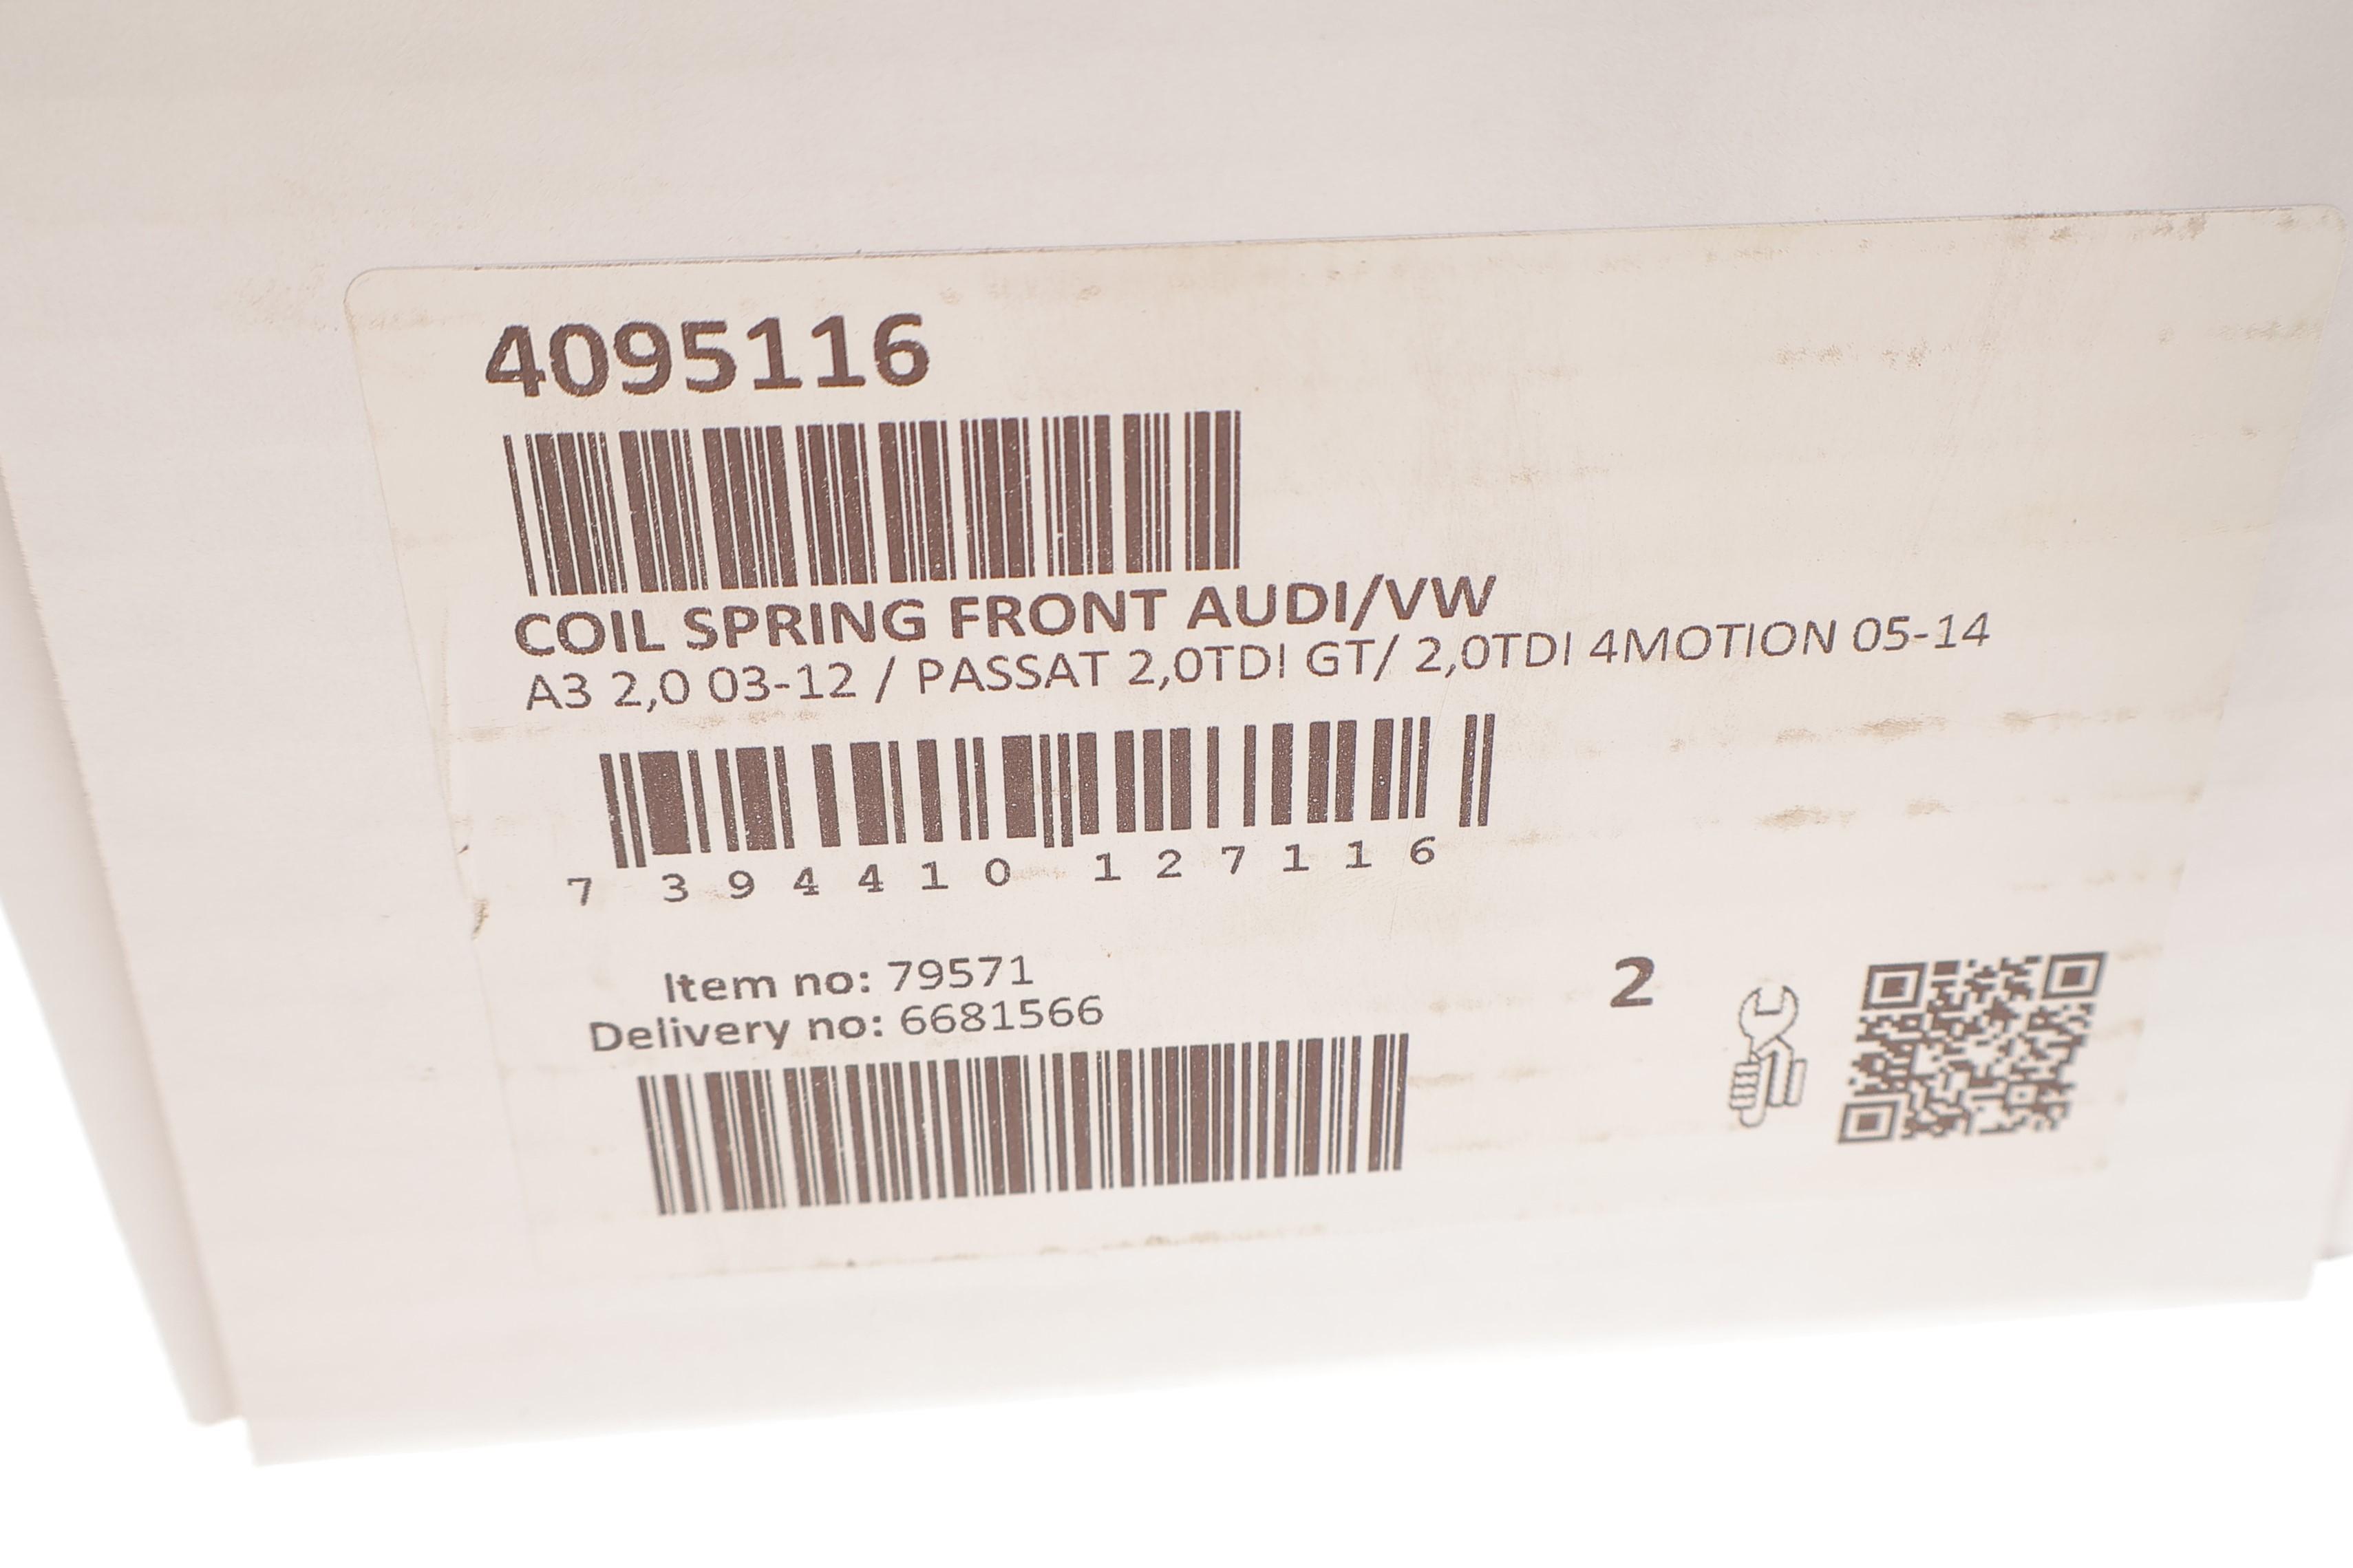 4095116
COIL SPRING FRONT AUDI/VW
A3 2,0 03-12 / PASSAT 2,0TDI GT/ 2,0TDI 4MOTION 05-14
7 394410 127116
Item no: 79571
Delivery no: 6681566
2